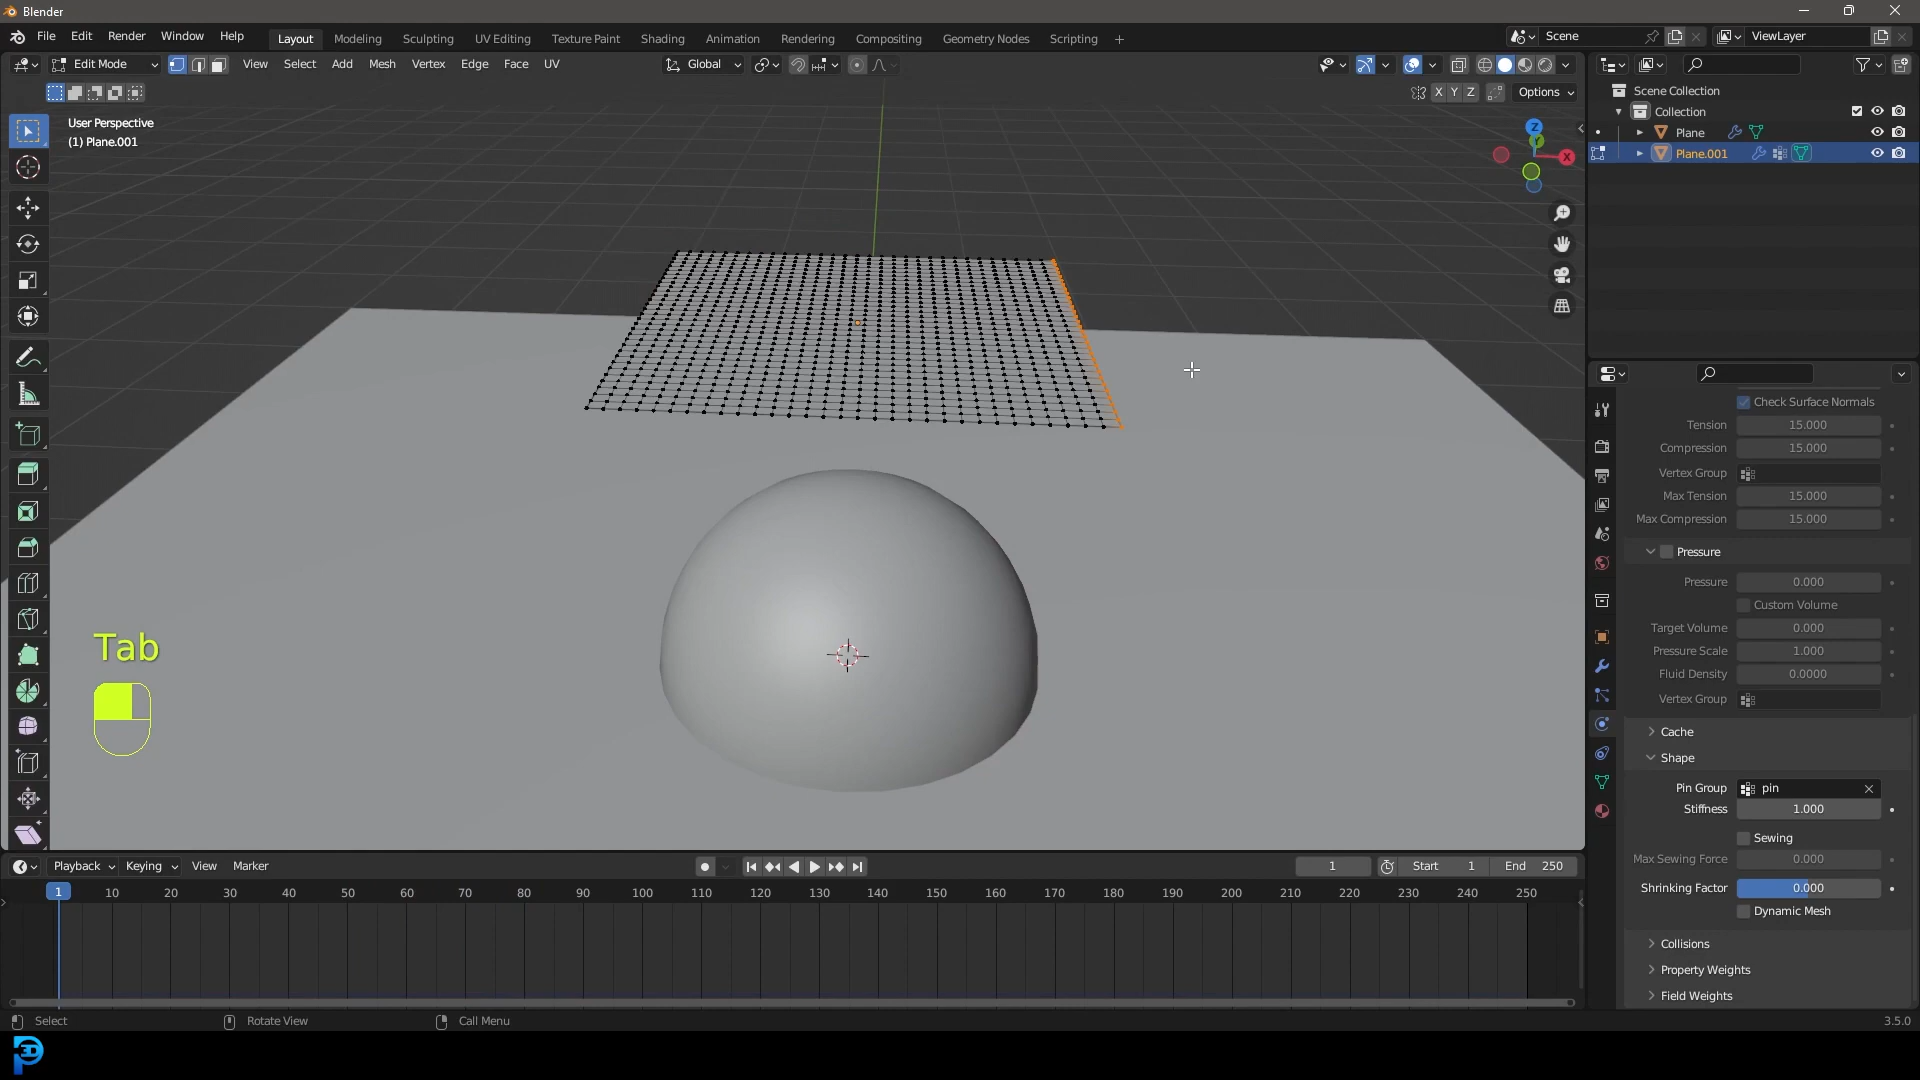 Blender
File Edit Render Window Help Layout Modeling Sculpting UV Editing Texture Paint Shading Animation Rendering Compositing Geometry Nodes Scripting + Scene ViewLayer
Edit Mode View Select Add Mesh Vertex Edge Face UV Global
X Y Z Options
User Perspective
(1) Plane.001
Z
Y
X
Scene Collection
Collection
Plane
Plane.001
Check Surface Normals
Tension 15.000
Compression 15.000
Vertex Group
Max Tension 15.000
Max Compression 15.000
Pressure
Pressure 0.000
Custom Volume
Target Volume 0.000
Pressure Scale 1.000
Fluid Density 0.0000
Vertex Group
Cache
Shape
Pin Group pin
Stiffness 1.000
Sewing
Max Sewing Force 0.000
Shrinking Factor 0.000
Dynamic Mesh
Collisions
Property Weights
Field Weights
Tab
Playback Keying View Marker 1 Start 1 End 250
1 10 20 30 40 50 60 70 80 90 100 110 120 130 140 150 160 170 180 190 200 210 220 230 240 250
Select Rotate View Call Menu 3.5.0